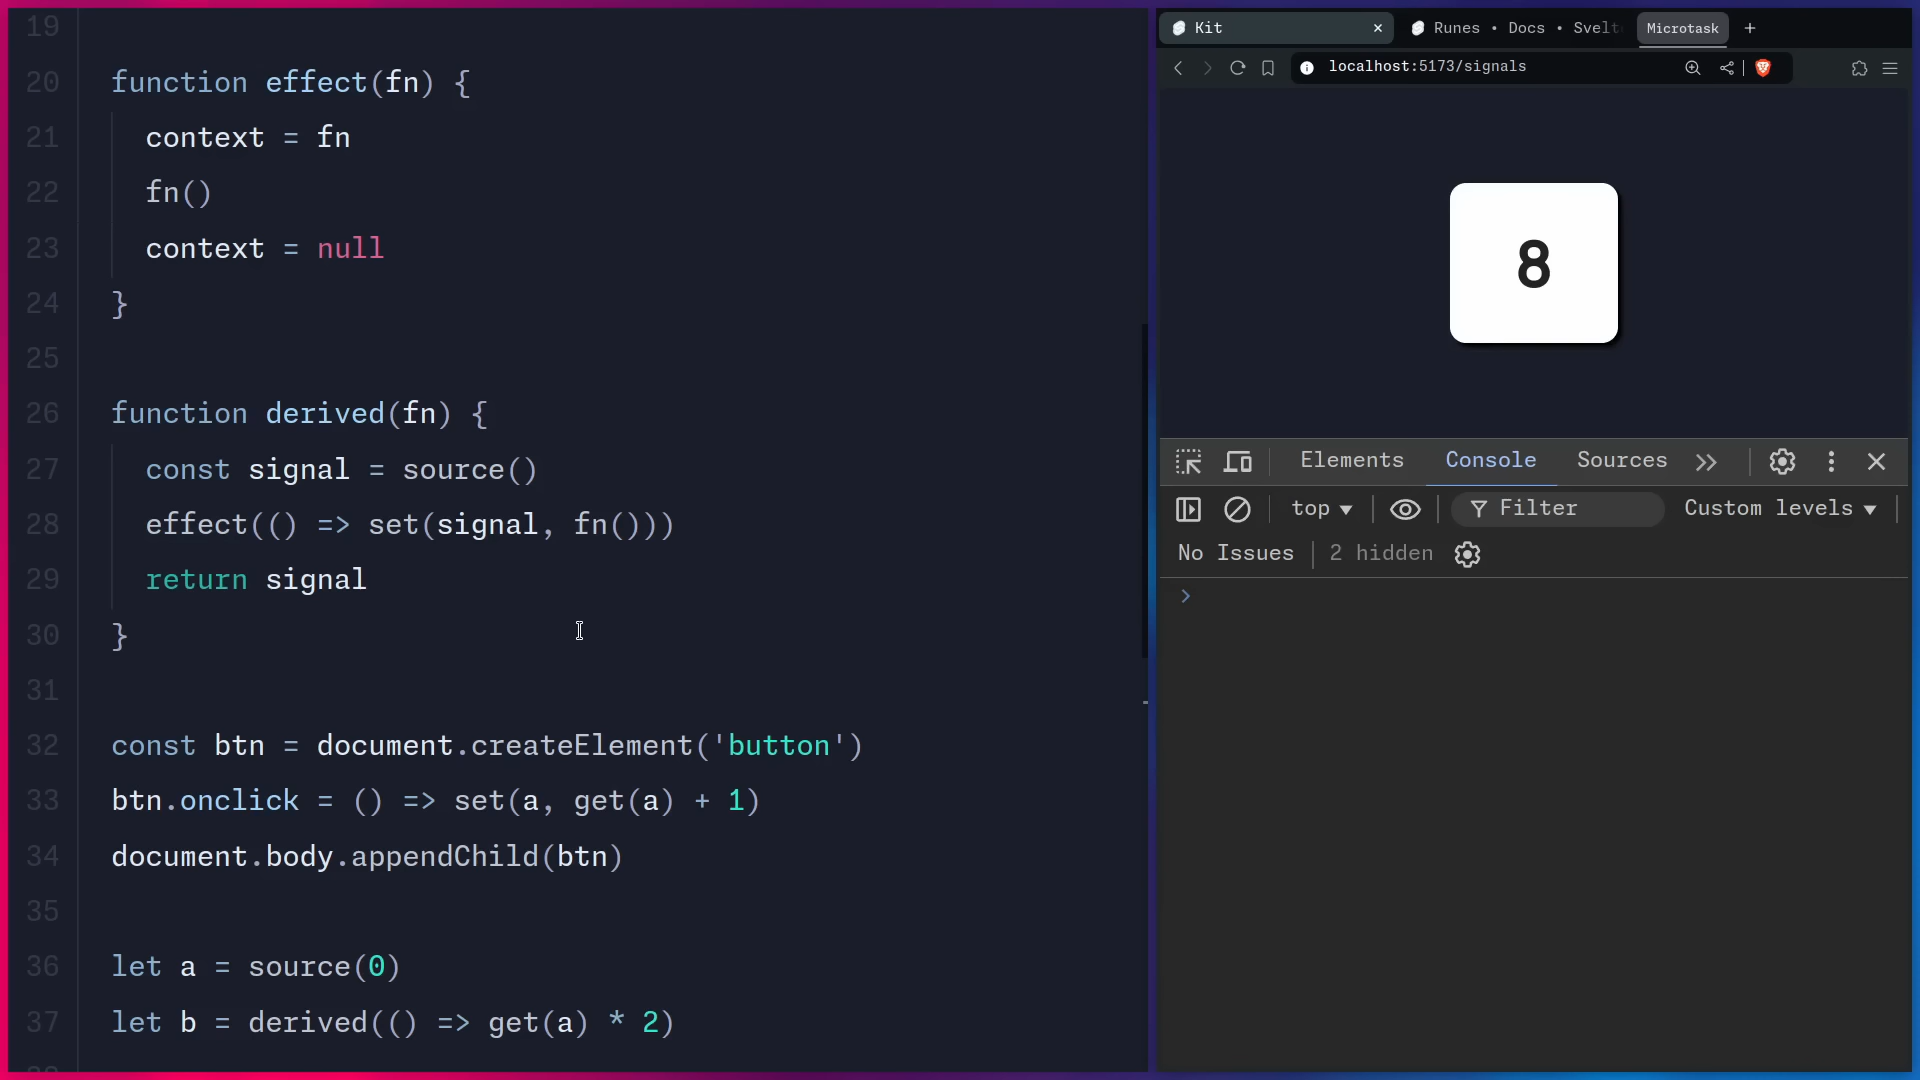 19
20 function effect(fn) {
21 context = fn
22 fn()
23 context = null
24 }
25
26 function derived(fn) {
27 const signal = source()
28 effect(() => set(signal, fn()))
29 return signal
30 }
31
32 const btn = document.createElement('button')
33 btn.onclick = () => set(a, get(a) + 1)
34 document.body.appendChild(btn)
35
36 let a = source(0)
37 let b = derived(() => get(a) * 2)
Kit × Runes • Docs • Svelt Microtask +
localhost:5173/signals
8
Elements Console Sources
top Filter Custom levels
No Issues 2 hidden